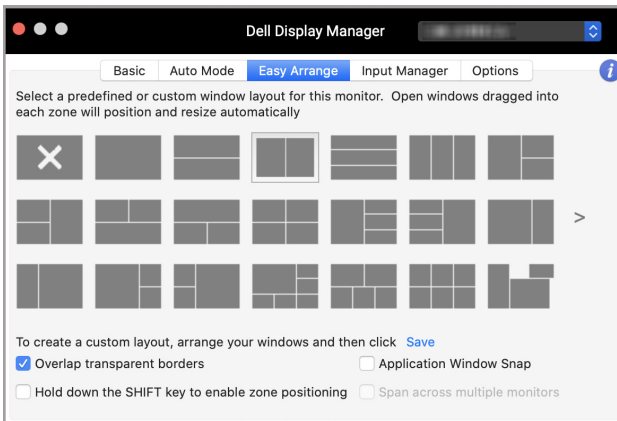 Dell Display Manager
Basic Auto Mode Easy Arrange Input Manager Options
Select a predefined or custom window layout for this monitor. Open windows dragged into
each zone will position and resize automatically
>
To create a custom layout, arrange your windows and then click Save
Overlap transparent borders Application Window Snap
Hold down the SHIFT key to enable zone positioning Span across multiple monitors